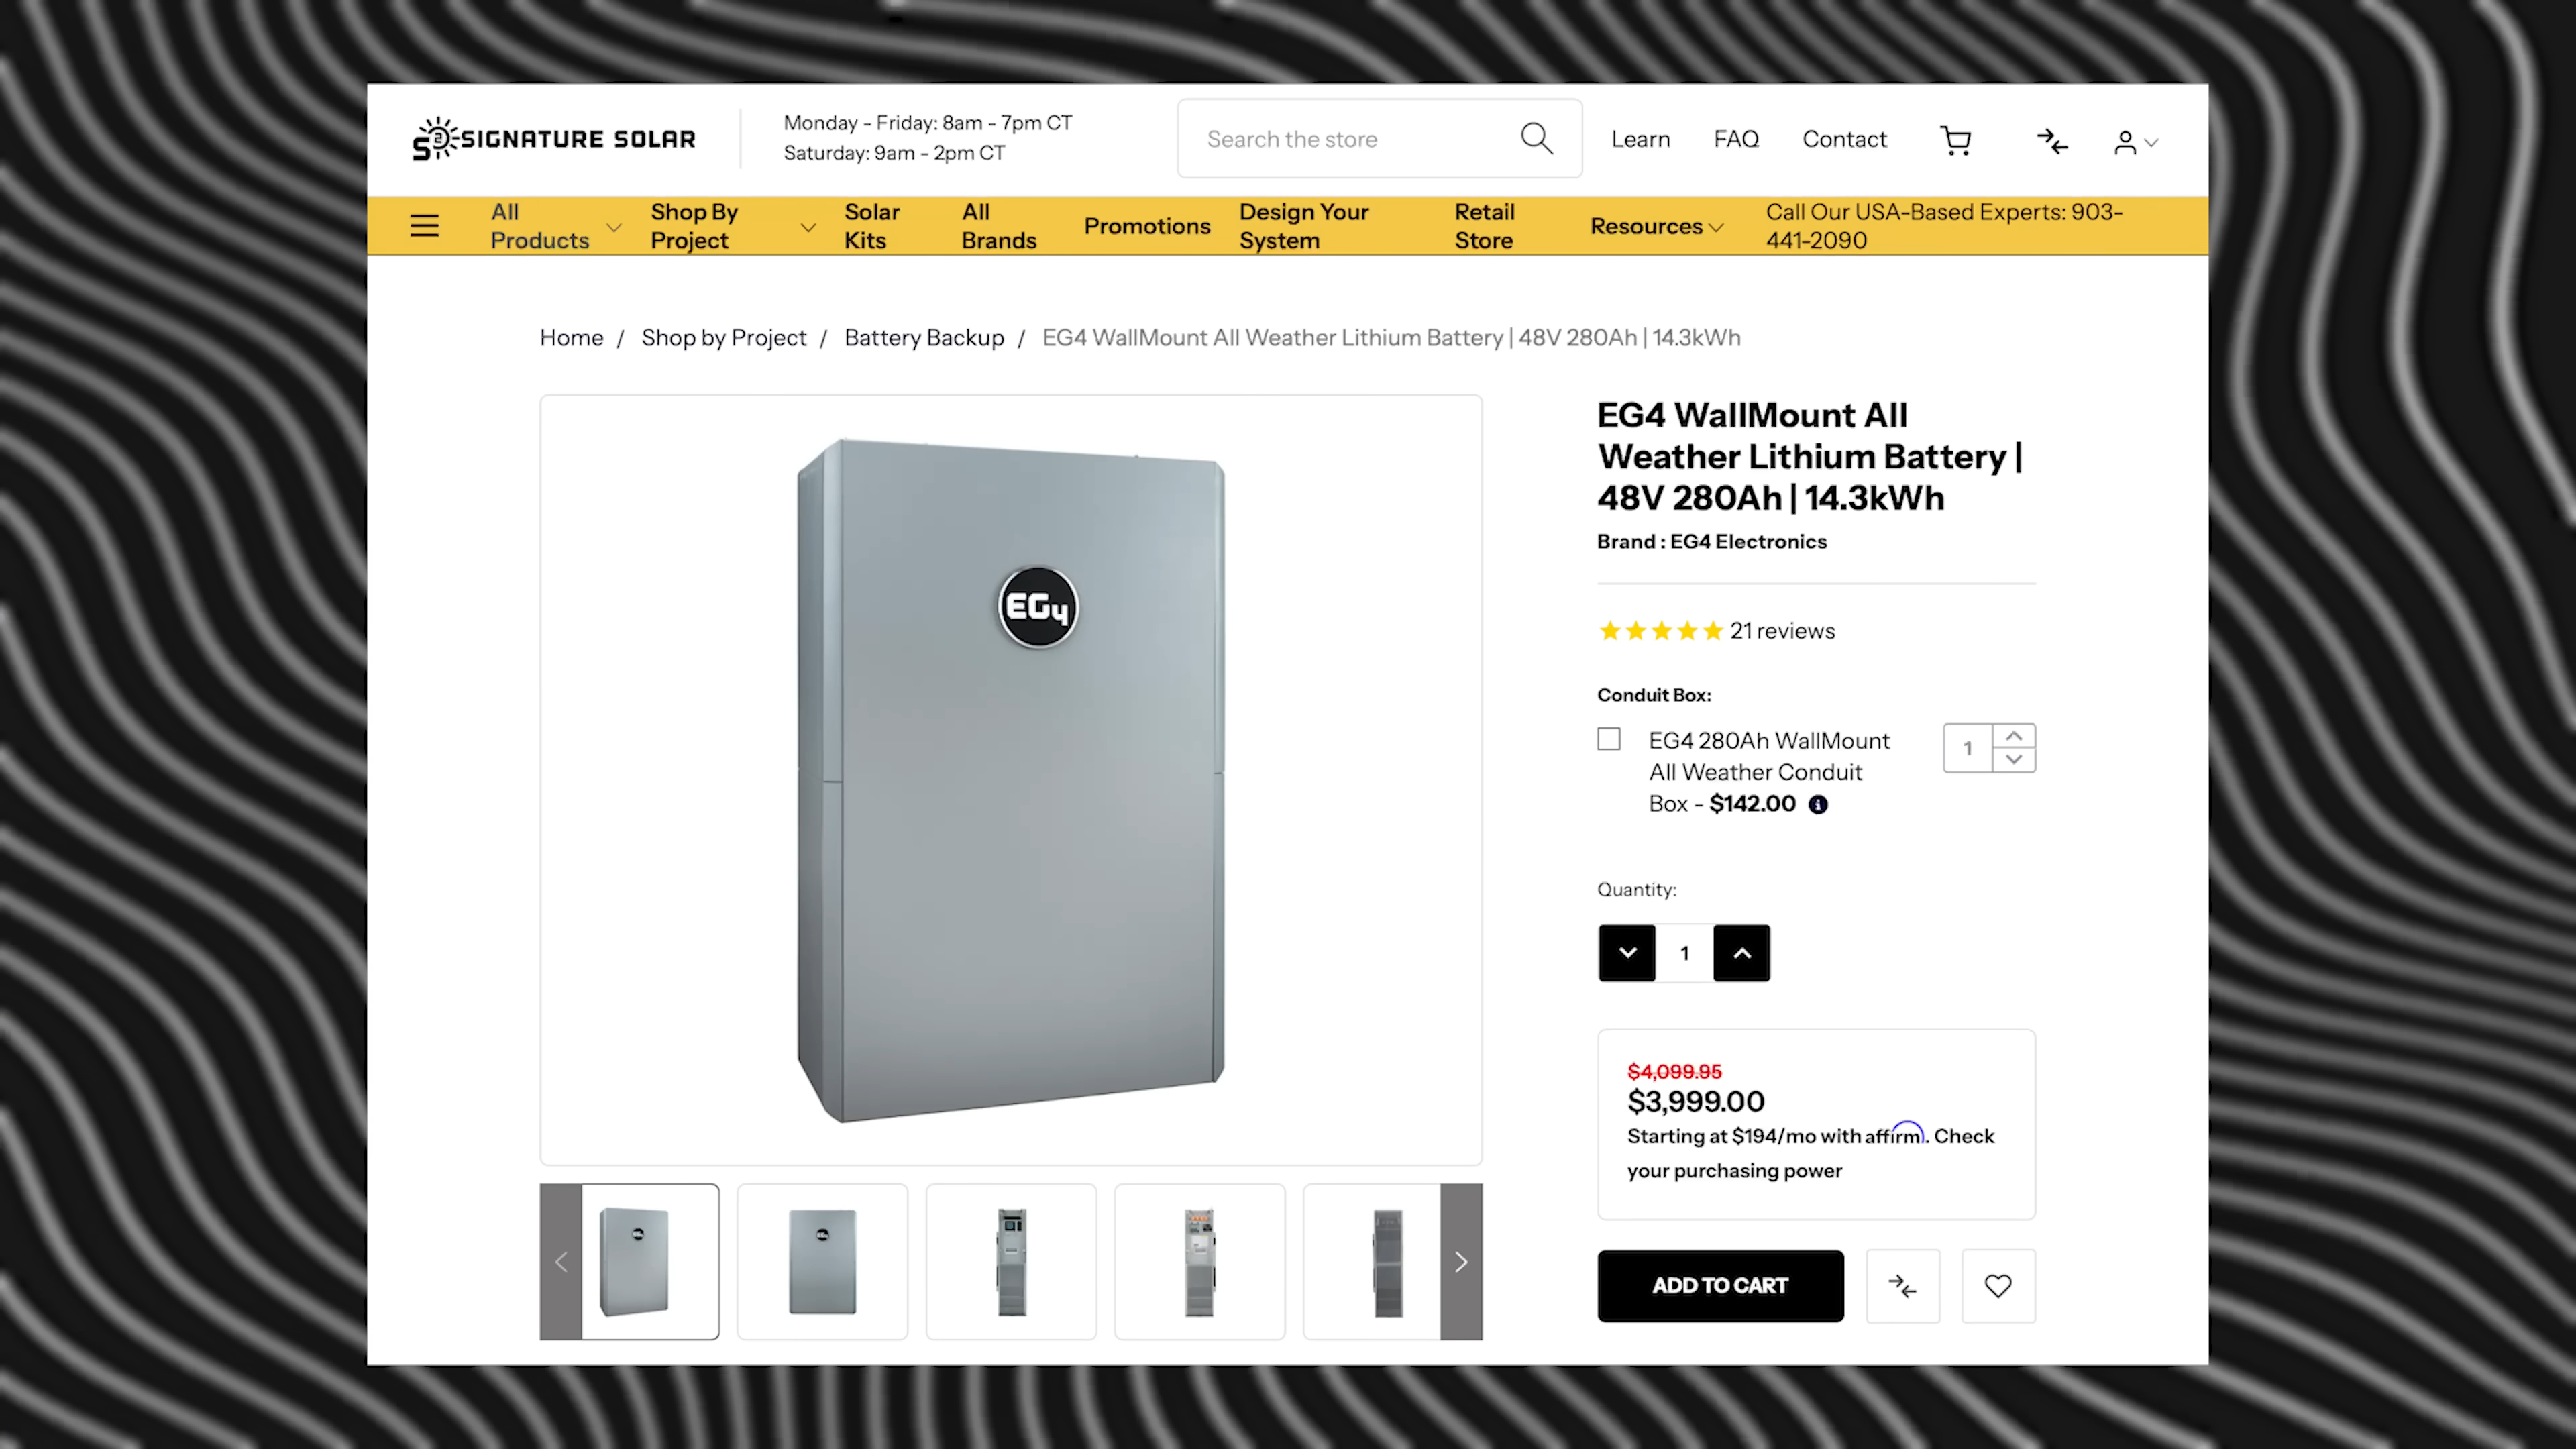 SIGNATURE SOLAR
Monday - Friday: 8am - 7pm CT
Saturday: 9am - 2pm CT
Search the store
Learn
FAQ
Contact
All
Products
Shop By
Project
Solar
Kits
All
Brands
Promotions
Design Your
System
Retail
Store
Resources
Call Our USA-Based Experts: 903-
441-2090
Home / Shop by Project / Battery Backup / EG4 WallMount All Weather Lithium Battery | 48V 280Ah | 14.3kWh
EG4
EG4 WallMount All
Weather Lithium Battery |
48V 280Ah | 14.3kWh
Brand : EG4 Electronics
21 reviews
Conduit Box:
EG4 280Ah WallMount
All Weather Conduit
Box - $142.00
1
Quantity:
1
$4,099.95
$3,999.00
Starting at $194/mo with affirm. Check
your purchasing power
ADD TO CART